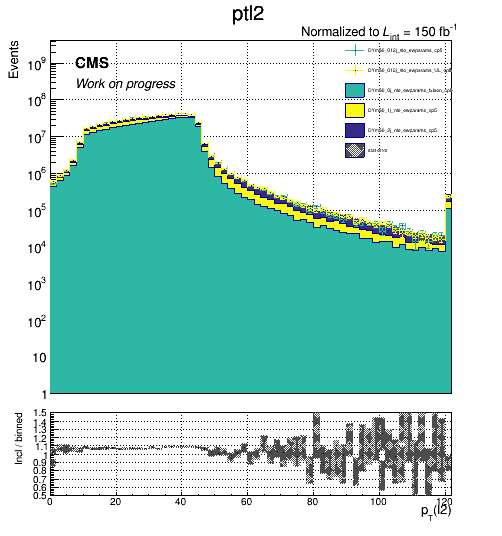 ptl2
Normalized to L_int = 150 fb^-1
Events
CMS
Work on progress
10^9
10^8
10^7
10^6
10^5
10^4
10^3
10^2
10
1
stat error
Incl / binned
1.5
1.4
1.3
1.2
1.1
1
0.9
0.8
0.7
0.6
0.5
0 20 40 60 80 100 120
p_T(l2)